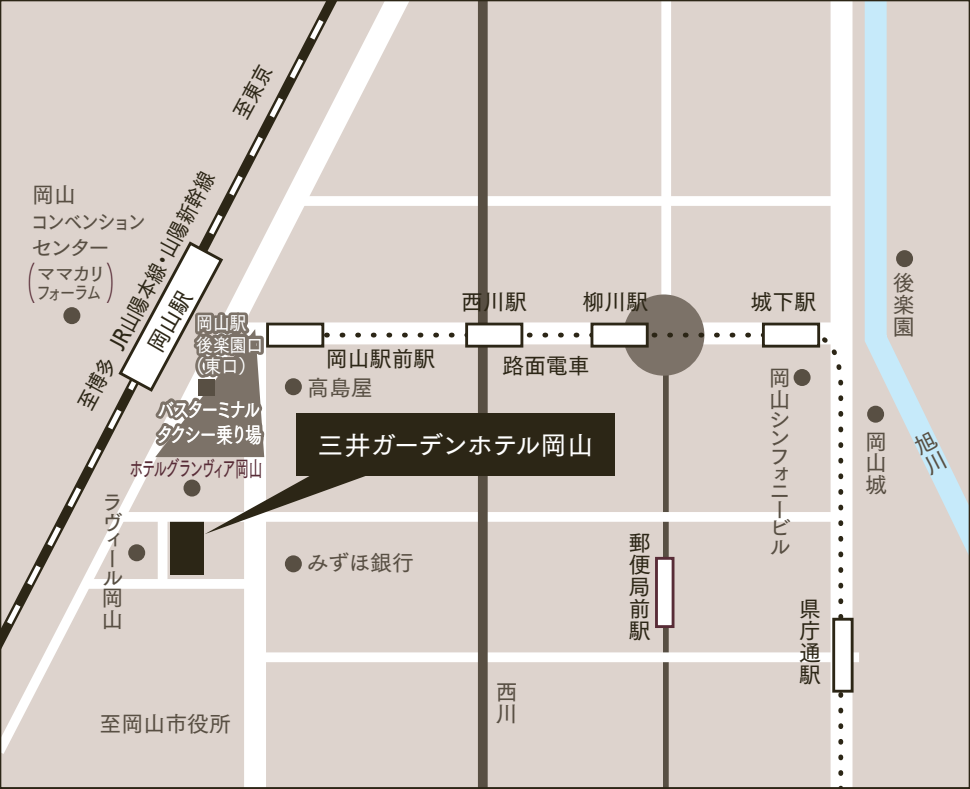 至東京
JR山陽本線・山陽新幹線
至博多
岡山駅
岡山
コンベンション
センター
(ママカリ
フォーラム)
岡山駅
後楽園口
(東口)
バスターミナル
タクシー乗り場
ホテルグランヴィア岡山
ラヴィール岡山
至岡山市役所
岡山駅前駅
高島屋
三井ガーデンホテル岡山
みずほ銀行
西川駅
路面電車
柳川駅
城下駅
西川
郵便局前駅
岡山シンフォニービル
県庁通駅
後楽園
岡山城
旭川